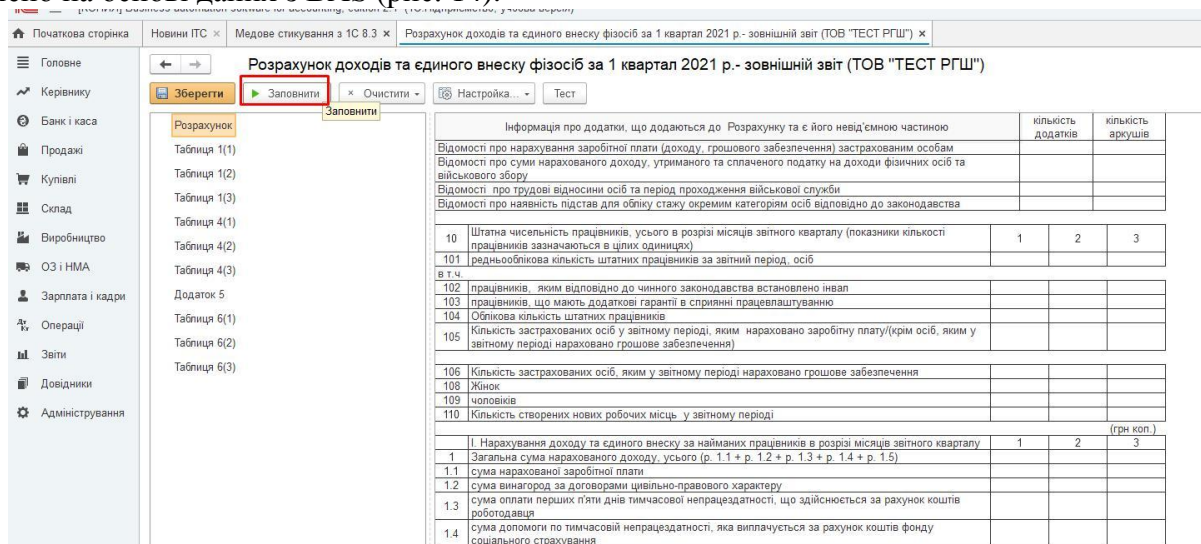 Початкова сторінка
Новини ІТС ×
Медове стикування з 1С 8.3 ×
Розрахунок доходів та єдиного внеску фізосіб за 1 квартал 2021 р.- зовнішній звіт (ТОВ "ТЕСТ РГШ") ×
Головне
Керівнику
Банк і каса
Продажі
Купівлі
Склад
Виробництво
ОЗ і НМА
Зарплата і кадри
Операції
Звіти
Довідники
Адміністрування
Розрахунок доходів та єдиного внеску фізосіб за 1 квартал 2021 р.- зовнішній звіт (ТОВ "ТЕСТ РГШ")
Зберегти
Заповнити
× Очистити
Настройка...
Тест
Заповнити
Розрахунок
Таблиця 1(1)
Таблиця 1(2)
Таблиця 1(3)
Таблиця 4(1)
Таблиця 4(2)
Таблиця 4(3)
Додаток 5
Таблиця 6(1)
Таблиця 6(2)
Таблиця 6(3)
Інформація про додатки, що додаються до Розрахунку та є його невід'ємною частиною
кількість додатків
кількість аркушів
Відомості про нарахування заробітної плати (доходу, грошового забезпечення) застрахованим особам
Відомості про суми нарахованого доходу, утриманого та сплаченого податку на доходи фізичних осіб та
військового збору
Відомості про трудові відносини осіб та період проходження військової служби
Відомості про наявність підстав для обліку стажу окремим категоріям осіб відповідно до законодавства
10 Штатна чисельність працівників, усього в розрізі місяців звітного кварталу (показники кількості
працівників зазначаються в цілих одиницях) 1 2 3
101 редньооблікова кількість штатних працівників за звітний період, осіб
в т.ч.
102 працівників, яким відповідно до чинного законодавства встановлено інвал
103 працівників, що мають додаткові гарантії в сприянні працевлаштуванню
104 Облікова кількість штатних працівників
105 Кількість застрахованих осіб у звітному періоді, яким нараховано заробітну плату/(крім осіб, яким у
звітному періоді нараховано грошове забезпечення)
106 Кількість застрахованих осіб, яким у звітному періоді нараховано грошове забезпечення
108 Жінок
109 чоловіків
110 Кількість створених нових робочих місць у звітному періоді
(грн коп.)
І. Нарахування доходу та єдиного внеску за найманих працівників в розрізі місяців звітного кварталу 1 2 3
1 Загальна сума нарахованого доходу, усього (р. 1.1 + р. 1.2 + р. 1.3 + р. 1.4 + р. 1.5)
1.1 сума нарахованої заробітної плати
1.2 сума винагород за договорами цивільно-правового характеру
1.3 сума оплати перших п'яти днів тимчасової непрацездатності, що здійснюється за рахунок коштів
роботодавця
1.4 сума допомоги по тимчасовій непрацездатності, яка виплачується за рахунок коштів фонду
соціального страхування